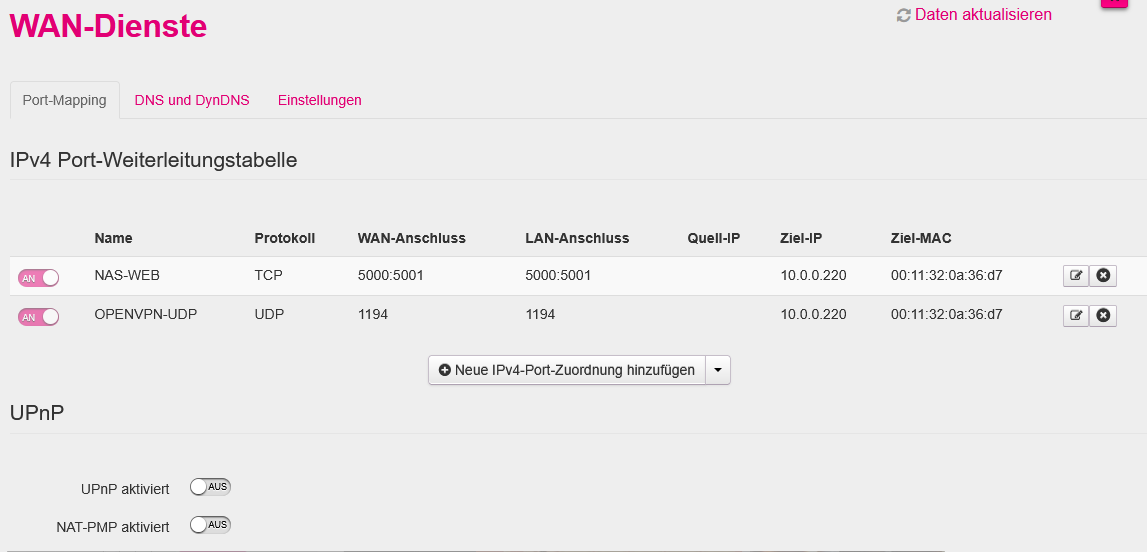 WAN-Dienste
Daten aktualisieren
Port-Mapping DNS und DynDNS Einstellungen
IPv4 Port-Weiterleitungstabelle
Name Protokoll WAN-Anschluss LAN-Anschluss Quell-IP Ziel-IP Ziel-MAC
AN NAS-WEB TCP 5000:5001 5000:5001 10.0.0.220 00:11:32:0a:36:d7
AN OPENVPN-UDP UDP 1194 1194 10.0.0.220 00:11:32:0a:36:d7
Neue IPv4-Port-Zuordnung hinzufügen
UPnP
UPnP aktiviert AUS
NAT-PMP aktiviert AUS